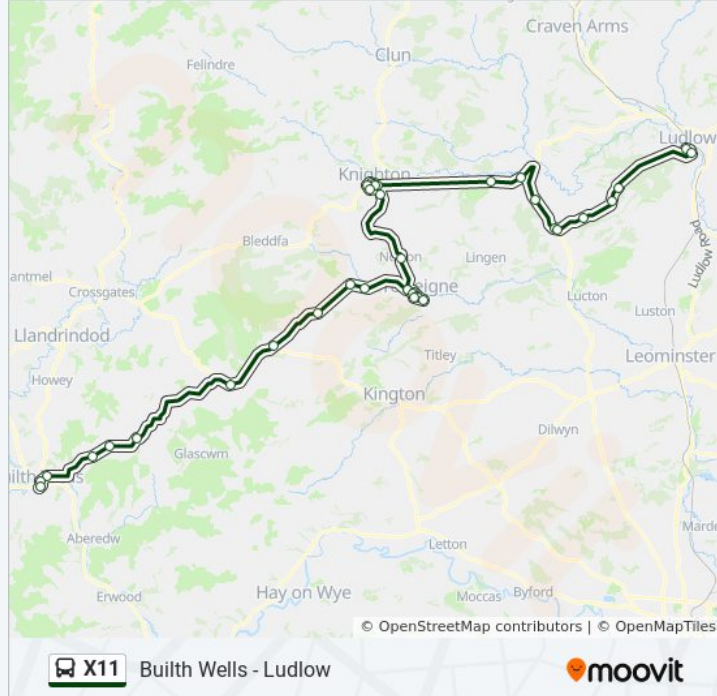 Craven Arms
Clun
Felindre
Ludlow
Knighton
Bleddfa
Lingen
Ludlow Road
Crossgates
Lucton
Luston
Llandrindod
Titley
Leominster
Howey
Kington
Dilwyn
Glascwm
Aberedw
Letton
Hay on Wye
Erwood
Moccas
Byford
© OpenStreetMap contributors | © OpenMapTiles
X11
Builth Wells - Ludlow
moovit